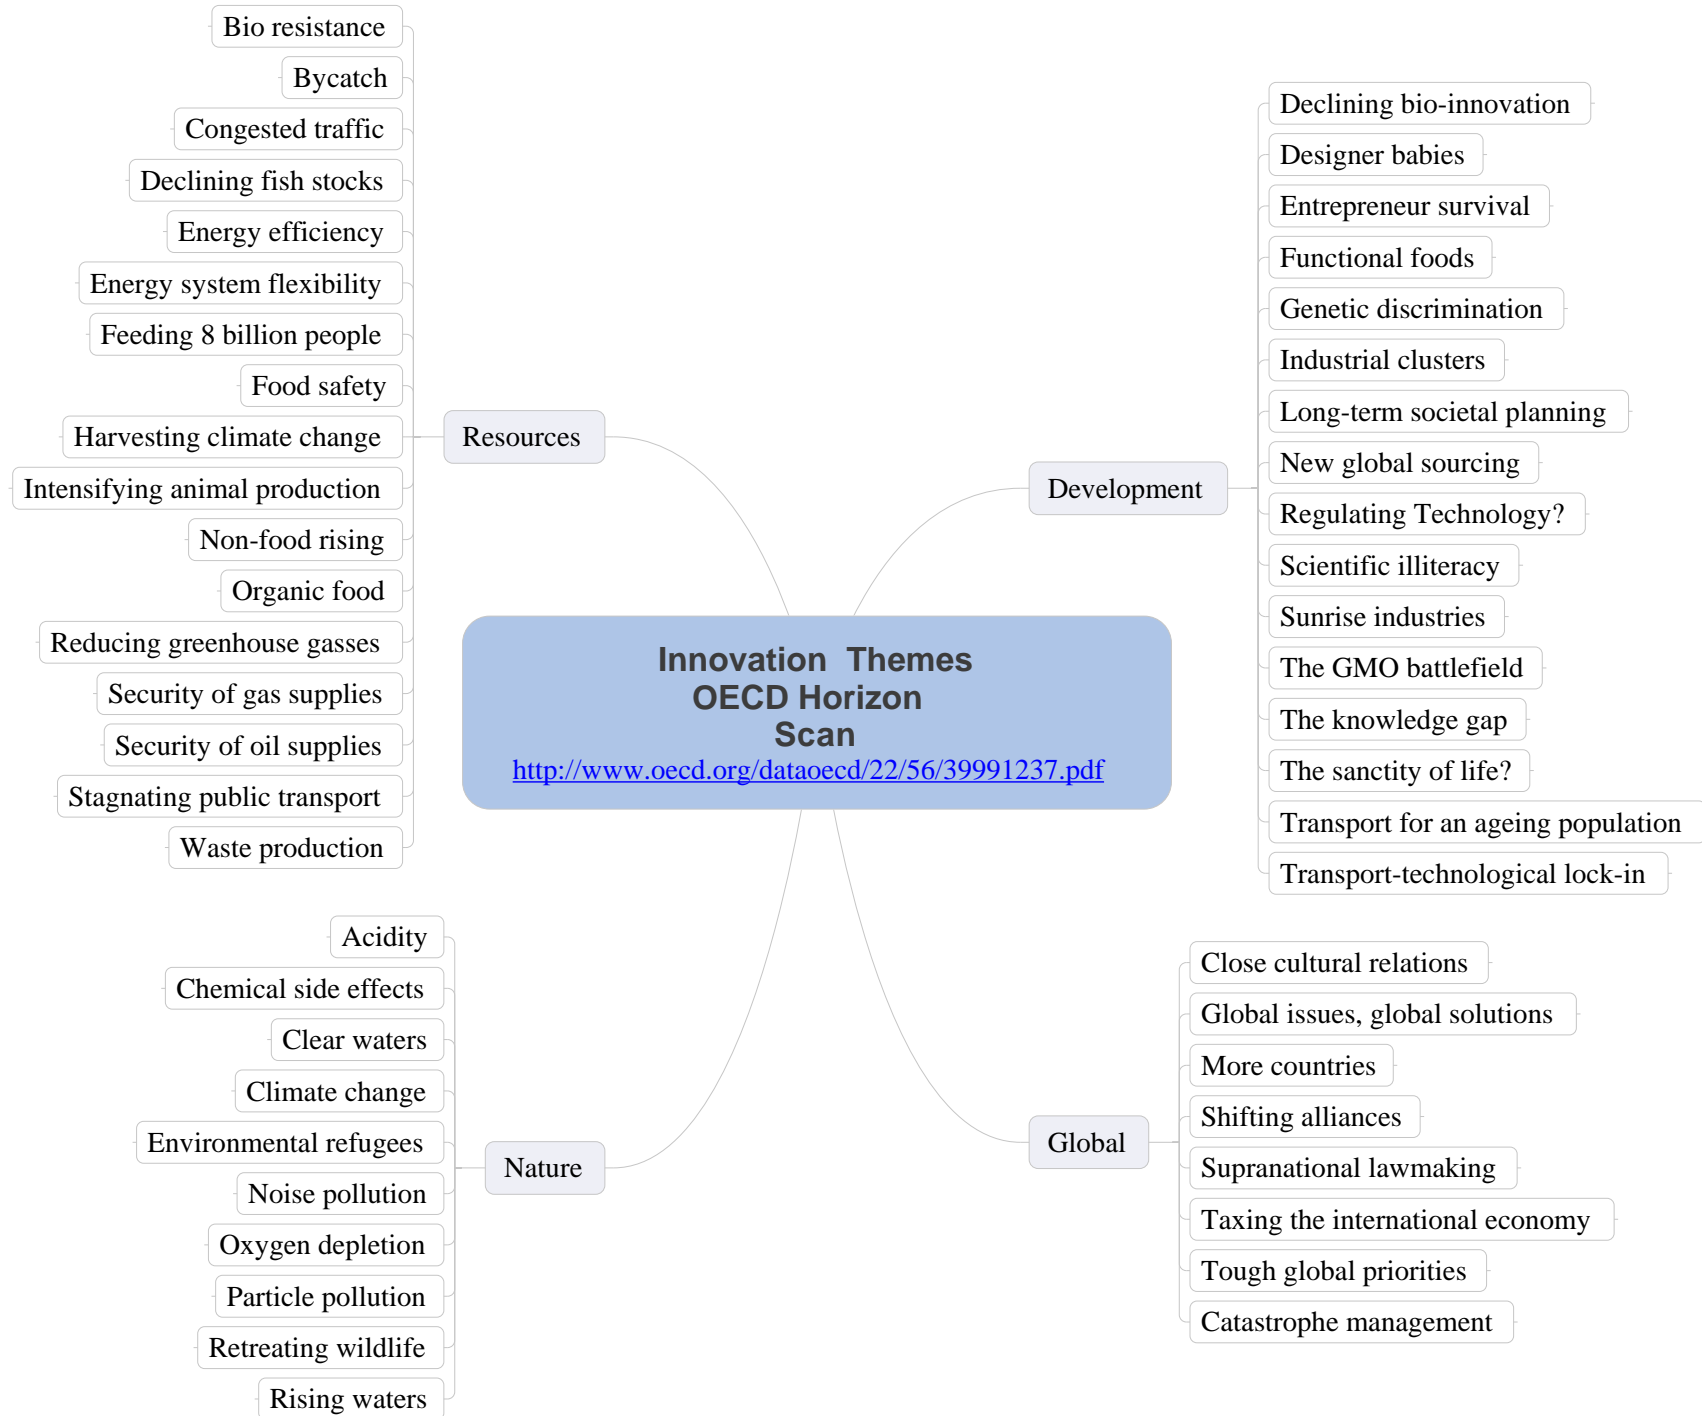 Innovation  Themes
OECD Horizon
Scan
http://www.oecd.org/dataoecd/22/56/39991237.pdf
Resources
Bio resistance
Bycatch
Congested traffic
Declining fish stocks
Energy efficiency
Energy system flexibility
Feeding 8 billion people
Food safety
Harvesting climate change
Intensifying animal production
Non-food rising
Organic food
Reducing greenhouse gasses
Security of gas supplies
Security of oil supplies
Stagnating public transport
Waste production
Development
Declining bio-innovation
Designer babies
Entrepreneur survival
Functional foods
Genetic discrimination
Industrial clusters
Long-term societal planning
New global sourcing
Regulating Technology?
Scientific illiteracy
Sunrise industries
The GMO battlefield
The knowledge gap
The sanctity of life?
Transport for an ageing population
Transport-technological lock-in
Nature
Acidity
Chemical side effects
Clear waters
Climate change
Environmental refugees
Noise pollution
Oxygen depletion
Particle pollution
Retreating wildlife
Rising waters
Global
Close cultural relations
Global issues, global solutions
More countries
Shifting alliances
Supranational lawmaking
Taxing the international economy
Tough global priorities
Catastrophe management